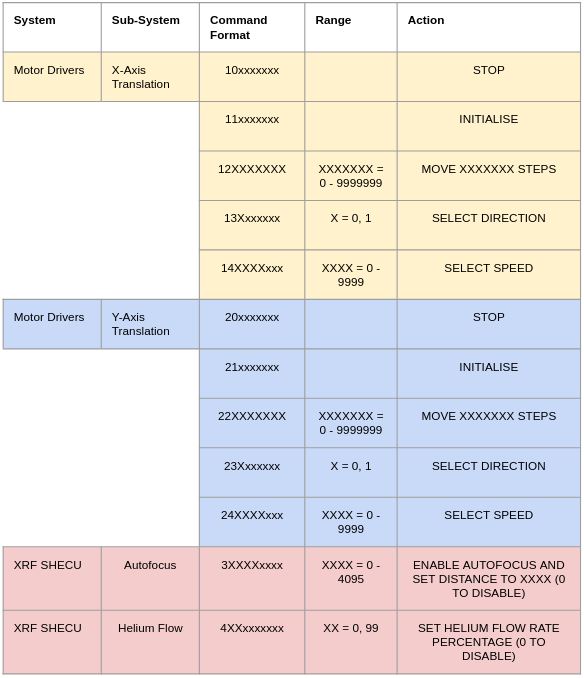 System Sub-System Command Format Range Action
Motor Drivers X-Axis Translation 10xxxxxxx STOP
11xxxxxxx INITIALISE
12XXXXXXX XXXXXXX = 0 - 9999999 MOVE XXXXXXX STEPS
13Xxxxxxx X = 0, 1 SELECT DIRECTION
14XXXXxxx XXXX = 0 - 9999 SELECT SPEED
Motor Drivers Y-Axis Translation 20xxxxxxx STOP
21xxxxxxx INITIALISE
22XXXXXXX XXXXXXX = 0 - 9999999 MOVE XXXXXXX STEPS
23Xxxxxxx X = 0, 1 SELECT DIRECTION
24XXXXxxx XXXX = 0 - 9999 SELECT SPEED
XRF SHECU Autofocus 3XXXXxxxx XXXX = 0 - 4095 ENABLE AUTOFOCUS AND SET DISTANCE TO XXXX (0 TO DISABLE)
XRF SHECU Helium Flow 4XXxxxxxxx XX = 0, 99 SET HELIUM FLOW RATE PERCENTAGE (0 TO DISABLE)